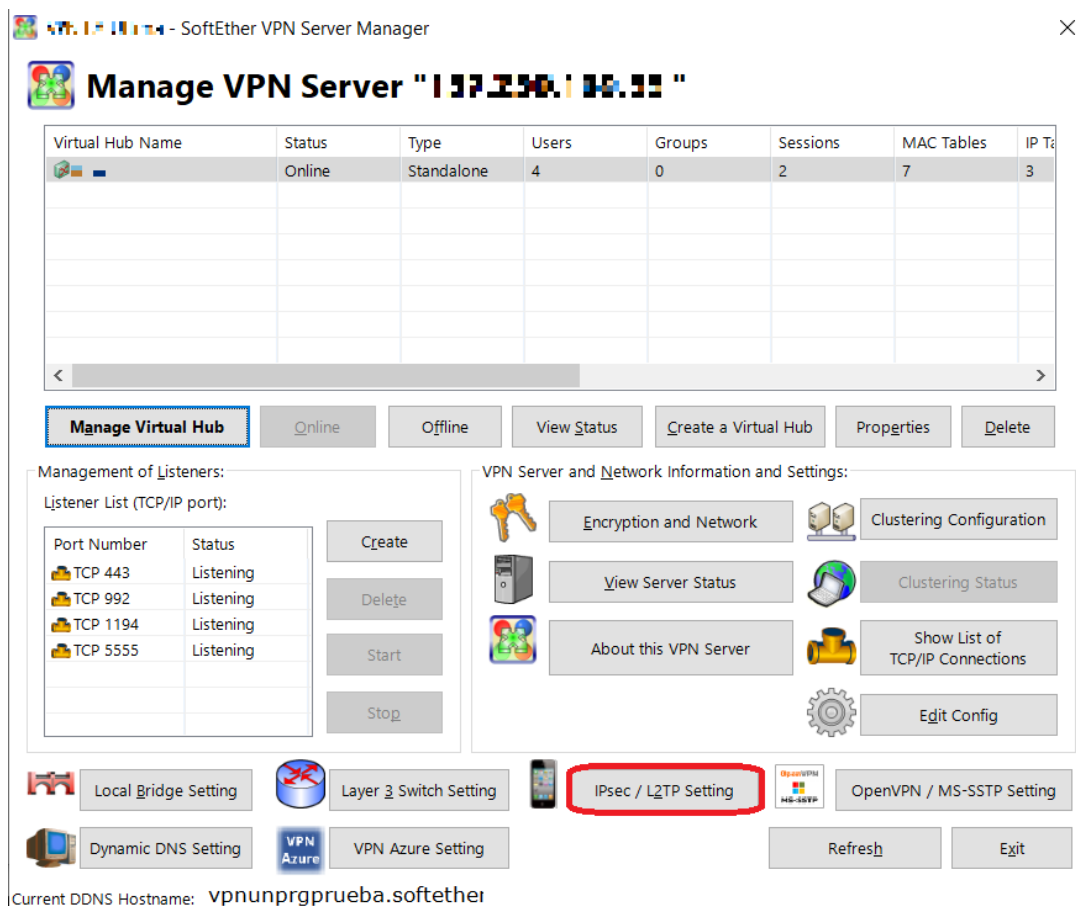 - SoftEther VPN Server Manager
Manage VPN Server " "
Virtual Hub Name Status Type Users Groups Sessions MAC Tables IP Ta
Online Standalone 4 0 2 7 3
Manage Virtual Hub Online Offline View Status Create a Virtual Hub Properties Delete
Management of Listeners:
Listener List (TCP/IP port):
Port Number Status
TCP 443 Listening
TCP 992 Listening
TCP 1194 Listening
TCP 5555 Listening
Create
Delete
Start
Stop
VPN Server and Network Information and Settings:
Encryption and Network Clustering Configuration
View Server Status Clustering Status
About this VPN Server Show List of
TCP/IP Connections
Edit Config
Local Bridge Setting Layer 3 Switch Setting IPsec / L2TP Setting OpenVPN MS-SSTP OpenVPN / MS-SSTP Setting
Dynamic DNS Setting VPN Azure VPN Azure Setting Refresh Exit
Current DDNS Hostname: vpnunprgprueba.softether